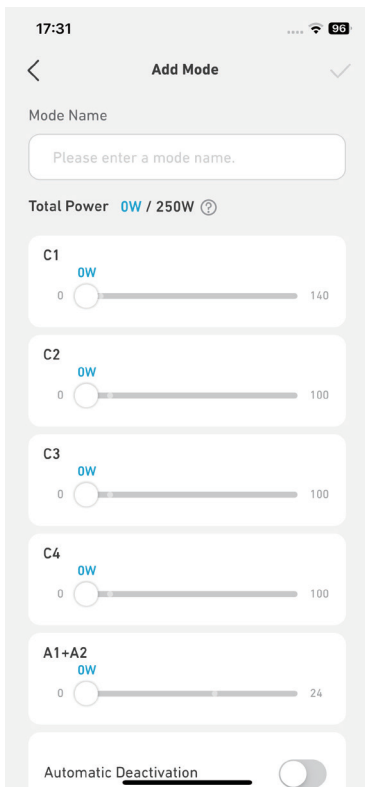 17:31 96
Add Mode
Mode Name
Please enter a mode name.
Total Power 0W / 250W ?
C1
0W
0 140
C2
0W
0 100
C3
0W
0 100
C4
0W
0 100
A1+A2
0W
0 24
Automatic Deactivation